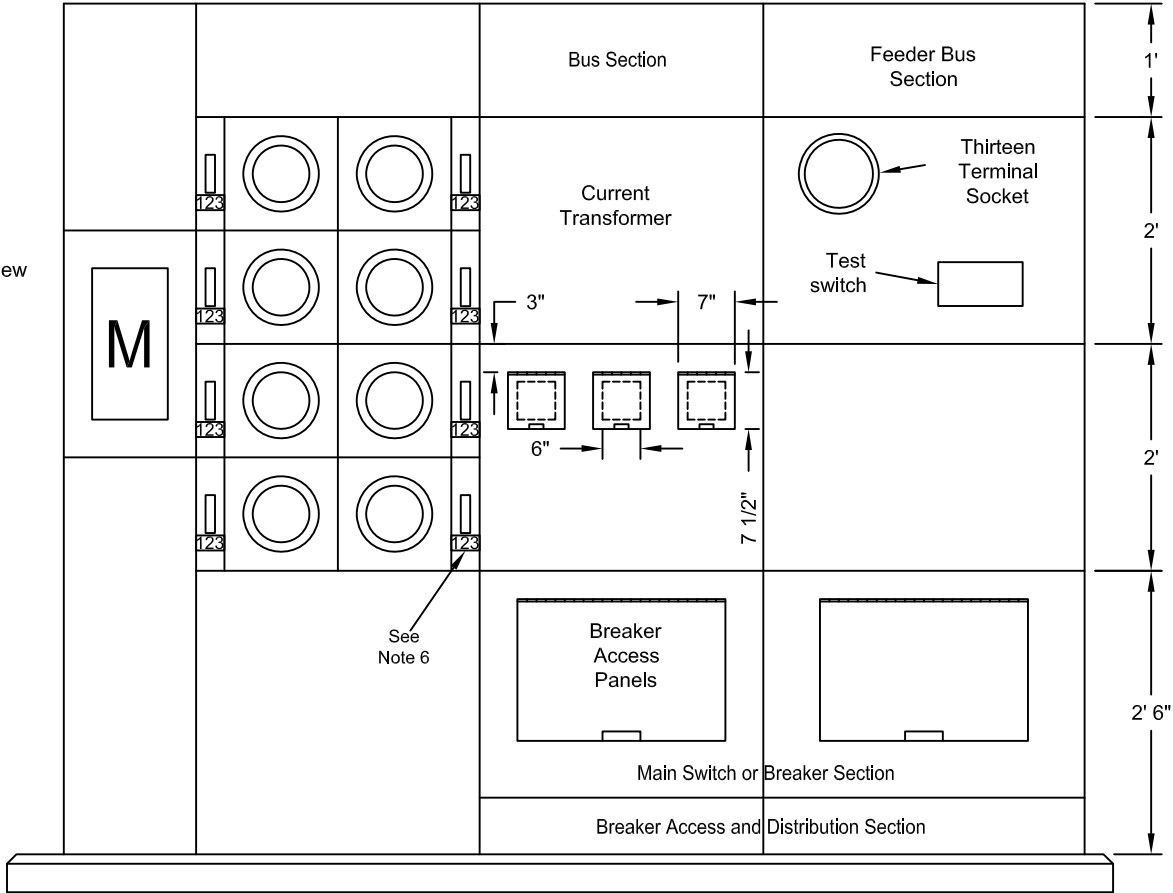 Bus Section
Feeder Bus
Section
1'
Thirteen
Terminal
Socket
123
123
Current
Transformer
2'
ew
Test
switch
3"
7"
123
123
M
123
123
6"
2'
7 1/2"
123
123
See
Note 6
Breaker
Access
Panels
2' 6"
Main Switch or Breaker Section
Breaker Access and Distribution Section